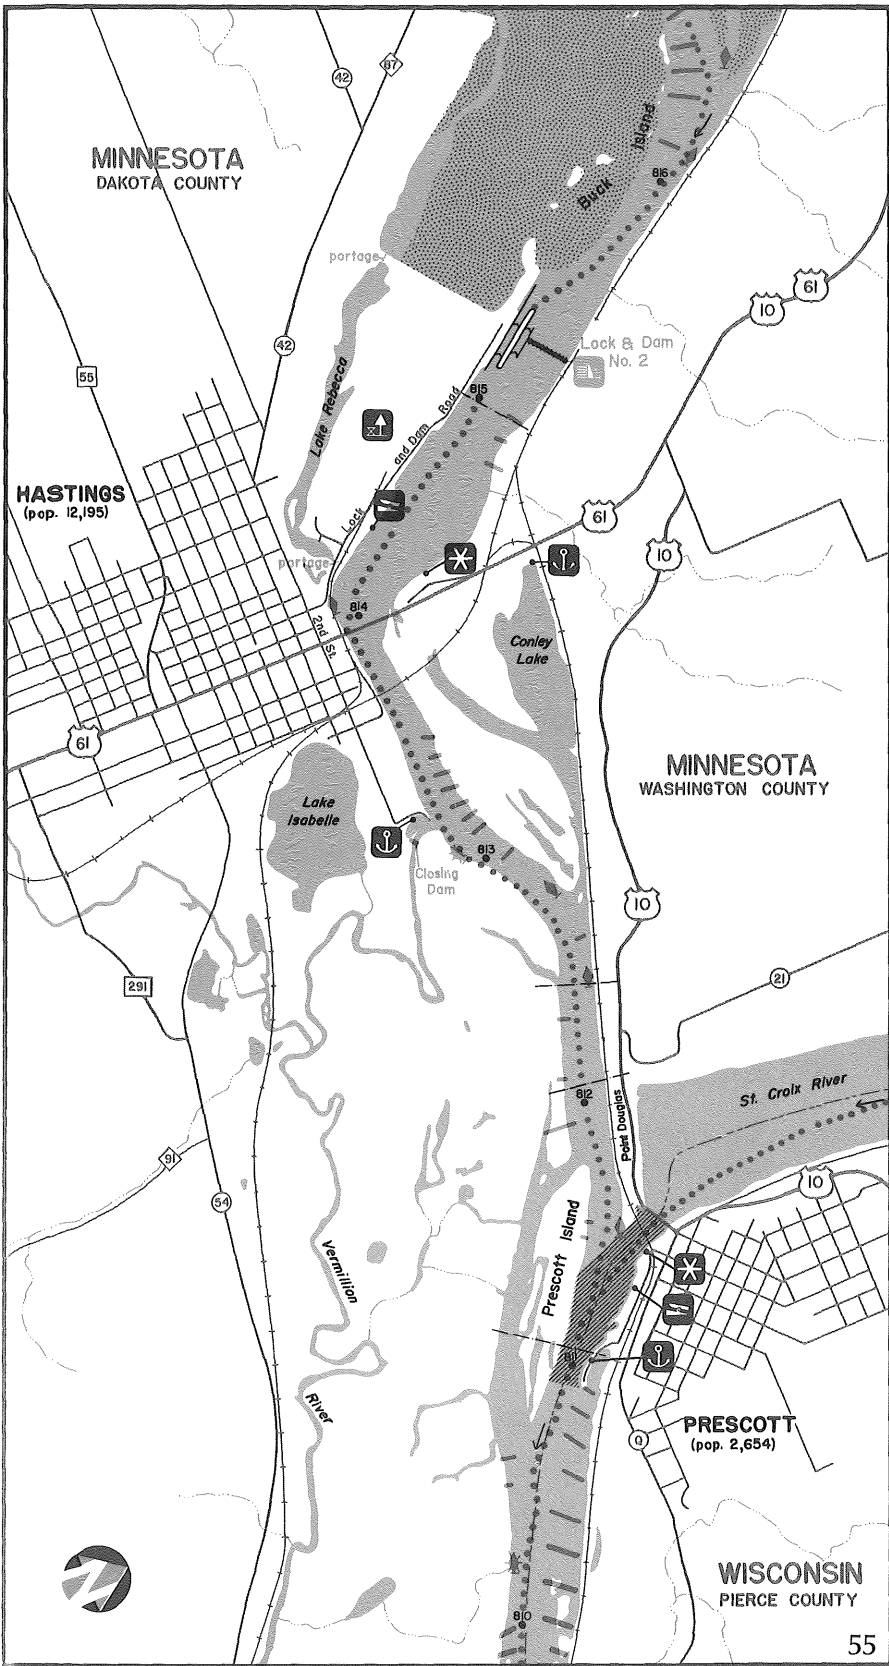 87
42
MINNESOTA
DAKOTA COUNTY
Buck Island
816
portage
61
10
42
Lock & Dam
No. 2
55
815
Lake Rebecca
Lock and Dam Road
HASTINGS
(pop. 12,195)
61
10
portage
814
2nd St.
Conley
Lake
61
MINNESOTA
WASHINGTON COUNTY
Lake
Isabelle
813
Closing
Dam
10
21
291
812
St. Croix River
Point Douglas
91
10
54
Prescott Island
Vermillion
River
811
PRESCOTT
(pop. 2,654)
Q
WISCONSIN
PIERCE COUNTY
810
N
55